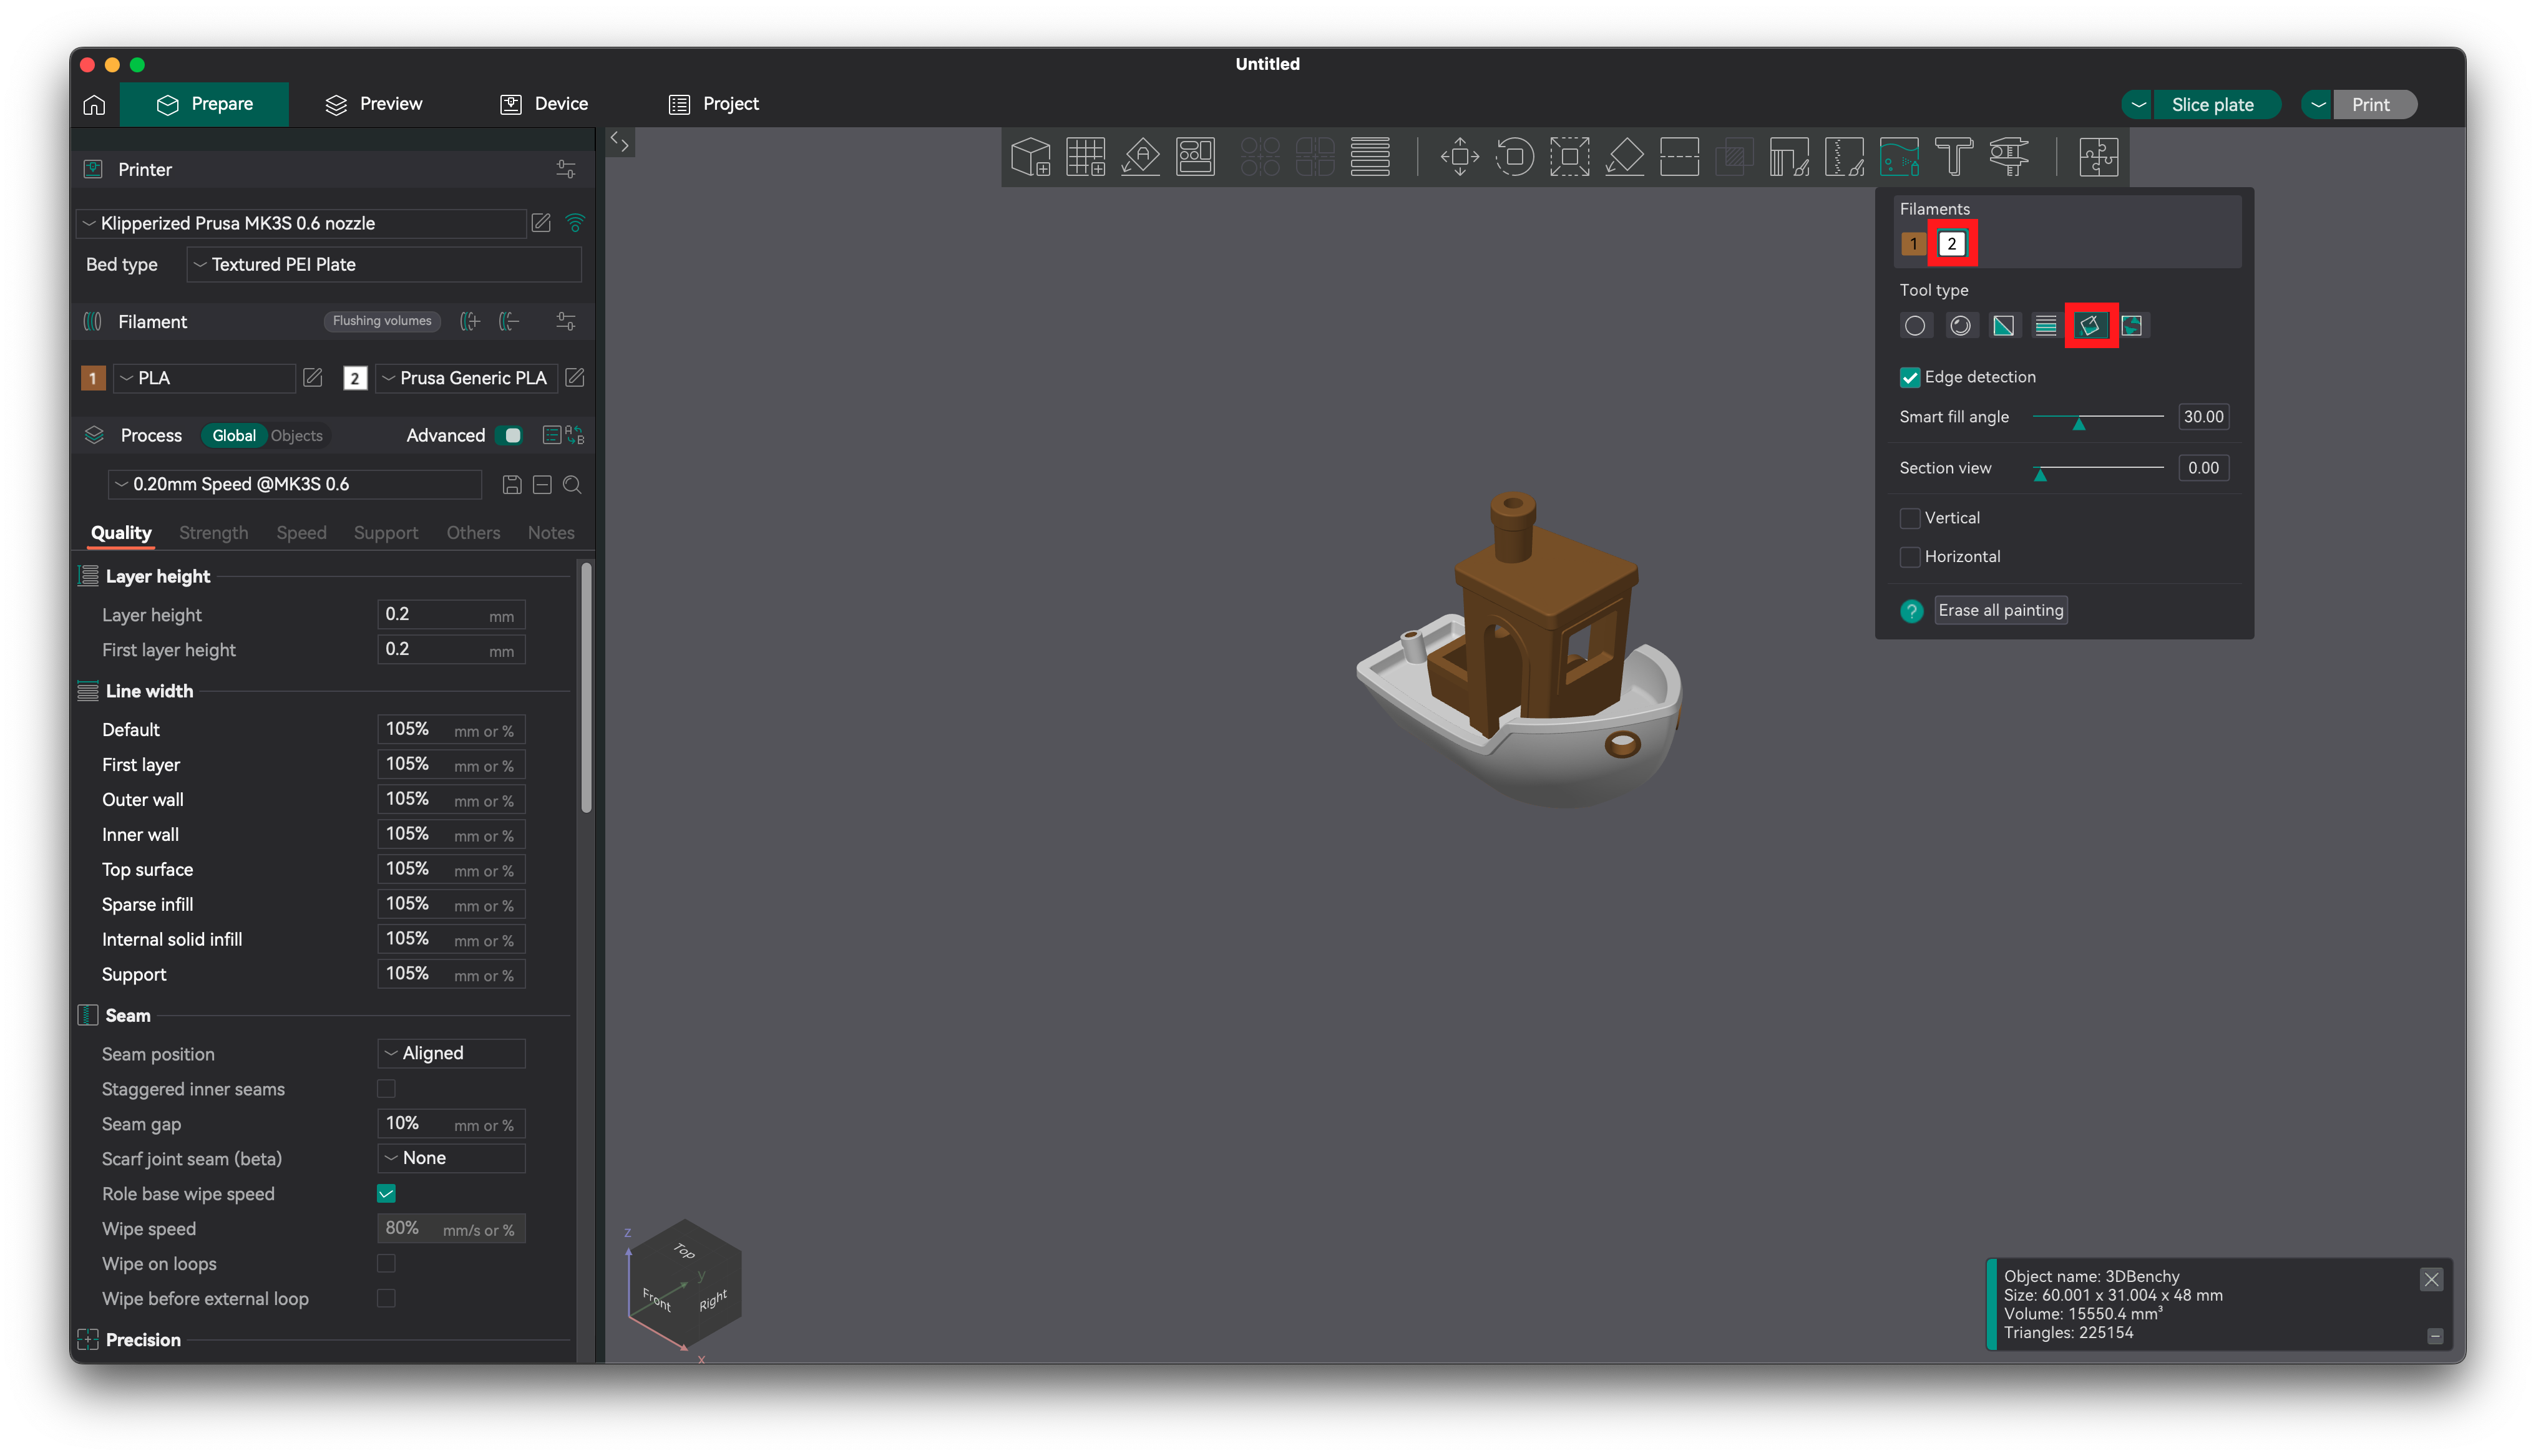 Untitled
Prepare
Preview
Device
Project
Slice plate
Print
Printer
Klipperized Prusa MK3S 0.6 nozzle
Bed type
Textured PEI Plate
Filament
Flushing volumes
1
PLA
2
Prusa Generic PLA
Process
Global
Objects
Advanced
A
B
0.20mm Speed @MK3S 0.6
Quality
Strength
Speed
Support
Others
Notes
Layer height
Layer height 0.2 mm
First layer height 0.2 mm
Line width
Default 105% mm or %
First layer 105% mm or %
Outer wall 105% mm or %
Inner wall 105% mm or %
Top surface 105% mm or %
Sparse infill 105% mm or %
Internal solid infill 105% mm or %
Support 105% mm or %
Seam
Seam position Aligned
Staggered inner seams
Seam gap 10% mm or %
Scarf joint seam (beta) None
Role base wipe speed
Wipe speed 80% mm/s or %
Wipe on loops
Wipe before external loop
Precision
A
T
Filaments
1
2
Tool type
Edge detection
Smart fill angle 30.00
Section view 0.00
Vertical
Horizontal
? Erase all painting
z
Top
y
Front
Right
x
Object name: 3DBenchy
Size: 60.001 x 31.004 x 48 mm
Volume: 15550.4 mm³
Triangles: 225154